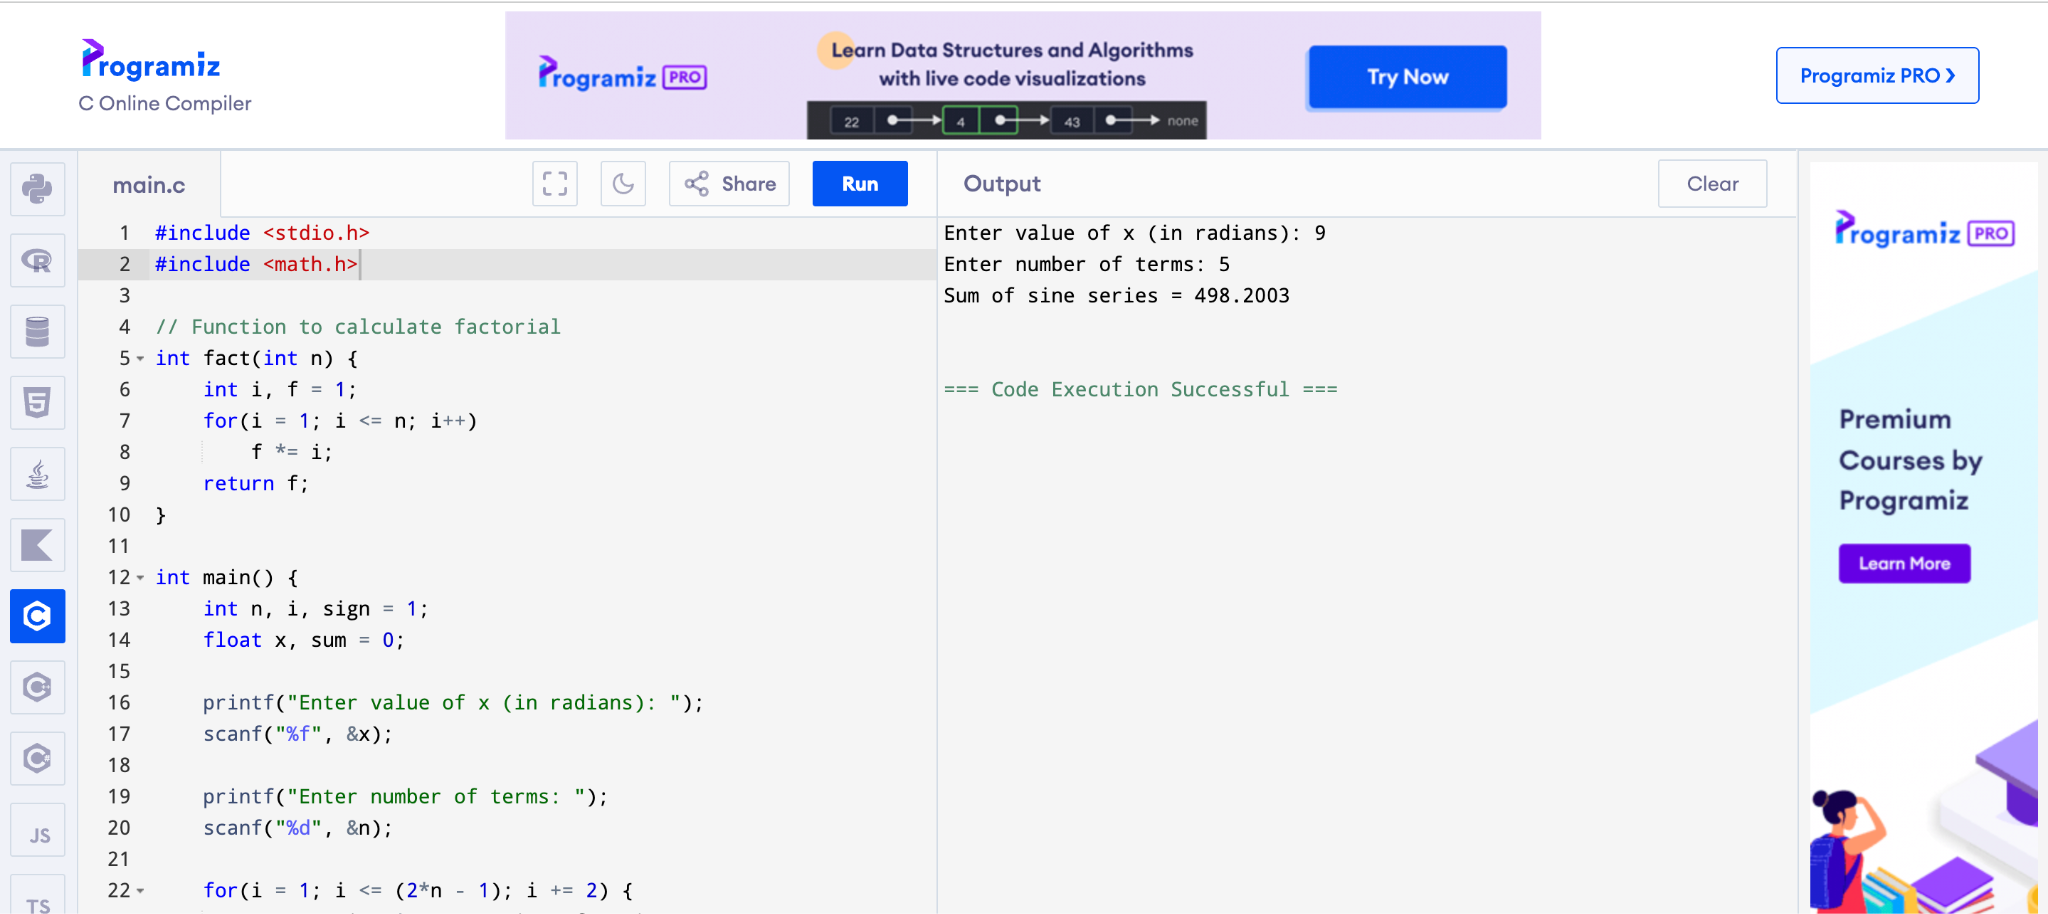 Programiz
C Online Compiler
Programiz PRO
Learn Data Structures and Algorithms
with live code visualizations
22 4 43 none
Try Now
Programiz PRO ❯
main.c
Share
Run
Output
Clear
1 #include <stdio.h>
2 #include <math.h>
3
4 // Function to calculate factorial
5 int fact(int n) {
6     int i, f = 1;
7     for(i = 1; i <= n; i++)
8         f *= i;
9     return f;
10 }
11
12 int main() {
13     int n, i, sign = 1;
14     float x, sum = 0;
15
16     printf("Enter value of x (in radians): ");
17     scanf("%f", &x);
18
19     printf("Enter number of terms: ");
20     scanf("%d", &n);
21
22     for(i = 1; i <= (2*n - 1); i += 2) {
Enter value of x (in radians): 9
Enter number of terms: 5
Sum of sine series = 498.2003
=== Code Execution Successful ===
R
5
C
C
C#
JS
TS
Programiz PRO
Premium
Courses by
Programiz
Learn More